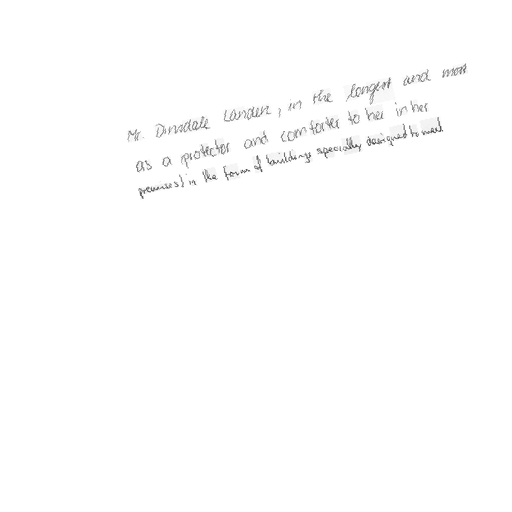 Mr. Dinsdale Landen, in the longest and most
as a protector and comforter to her in her
premises) in the form of buildings specially designed to meet